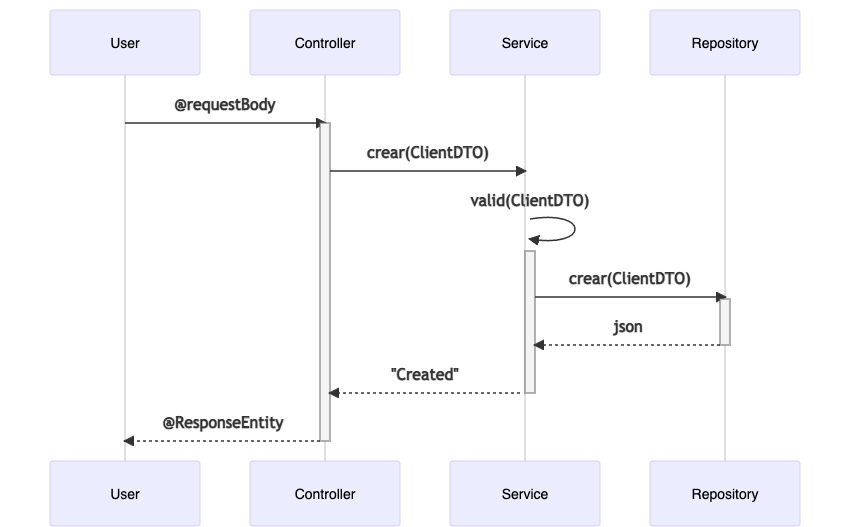 User
Controller
Service
Repository
@requestBody
crear(ClientDTO)
valid(ClientDTO)
crear(ClientDTO)
json
"Created"
@ResponseEntity
User
Controller
Service
Repository